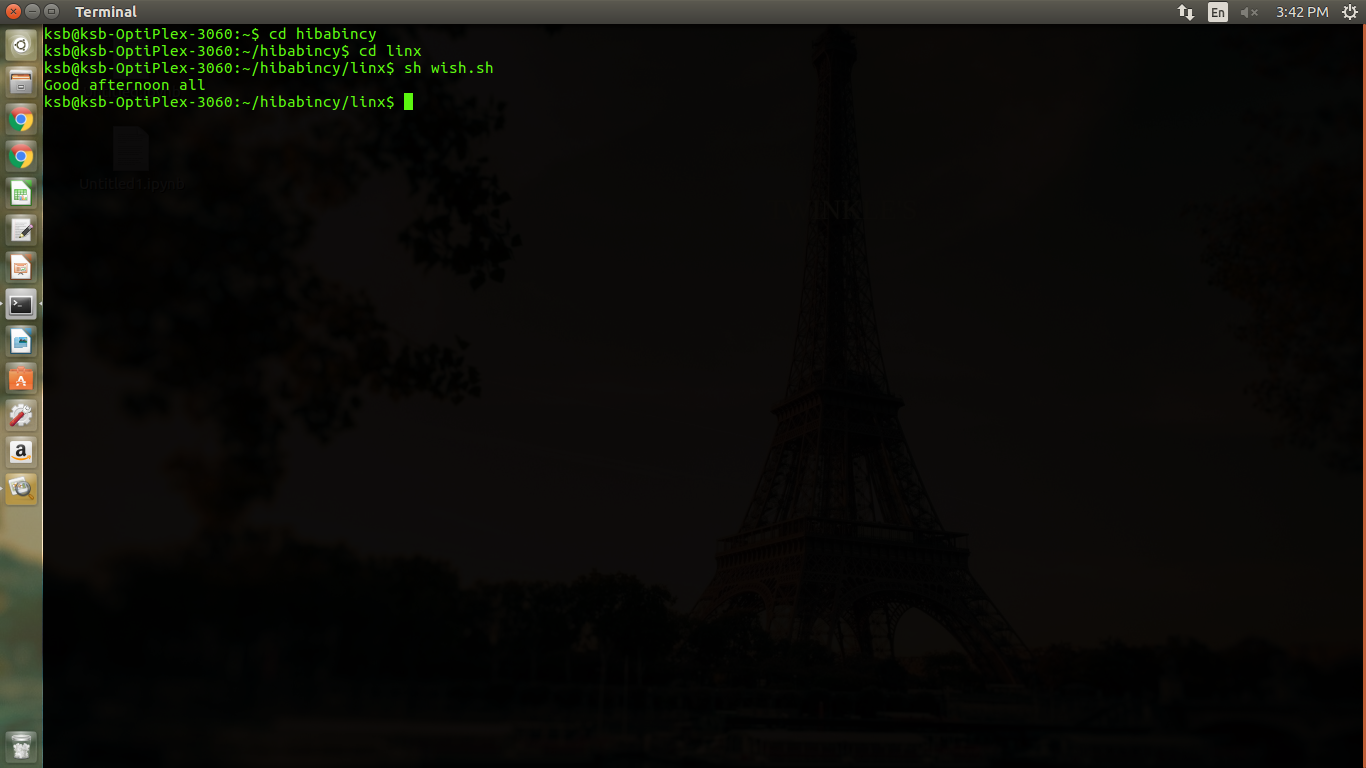 Terminal
En
3:42 PM
ksb@ksb-OptiPlex-3060:~$ cd hibabincy
ksb@ksb-OptiPlex-3060:~/hibabincy$ cd linx
ksb@ksb-OptiPlex-3060:~/hibabincy/linx$ sh wish.sh
Good afternoon all
ksb@ksb-OptiPlex-3060:~/hibabincy/linx$
Untitled1.ipynb